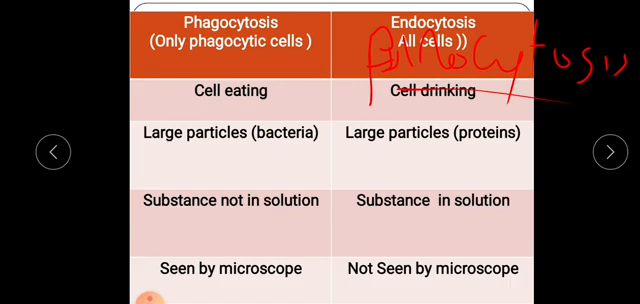 Phagocytosis
(Only phagocytic cells )
Endocytosis
All cells ))
Pinocytosis
Cell eating
Cell drinking
Large particles (bacteria)
Large particles (proteins)
Substance not in solution
Substance in solution
Seen by microscope
Not Seen by microscope